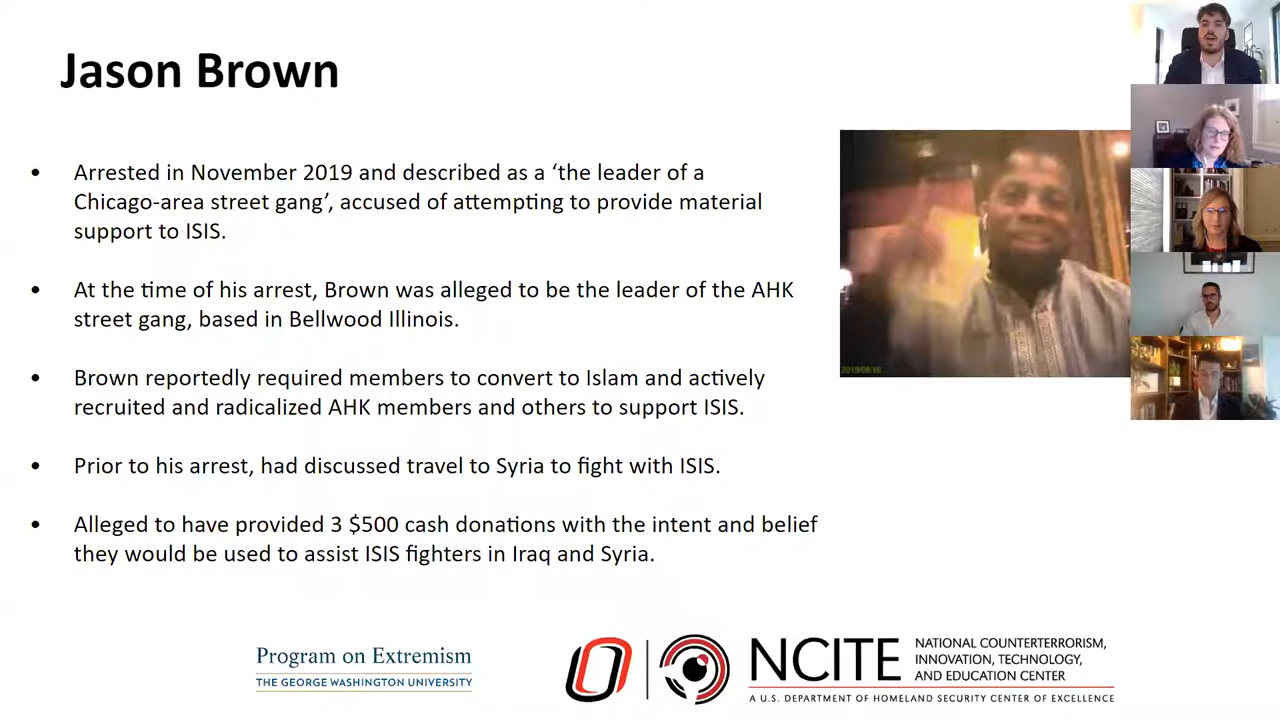 Jason Brown
• Arrested in November 2019 and described as a ‘the leader of a
Chicago-area street gang’, accused of attempting to provide material
support to ISIS.
• At the time of his arrest, Brown was alleged to be the leader of the AHK
street gang, based in Bellwood Illinois.
• Brown reportedly required members to convert to Islam and actively
recruited and radicalized AHK members and others to support ISIS.
• Prior to his arrest, had discussed travel to Syria to fight with ISIS.
• Alleged to have provided 3 $500 cash donations with the intent and belief
they would be used to assist ISIS fighters in Iraq and Syria.
Program on Extremism
THE GEORGE WASHINGTON UNIVERSITY
NCITE
NATIONAL COUNTERTERRORISM,
INNOVATION, TECHNOLOGY,
AND EDUCATION CENTER
A U.S. DEPARTMENT OF HOMELAND SECURITY CENTER OF EXCELLENCE